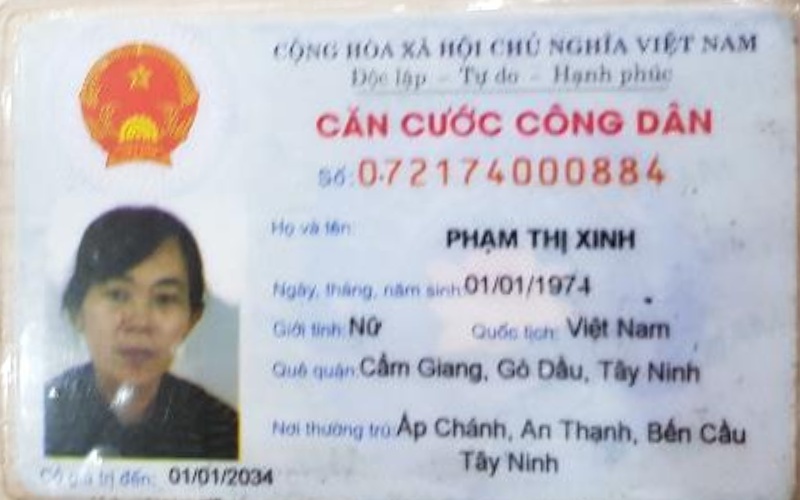 CỘNG HÒA XÃ HỘI CHỦ NGHĨA VIỆT NAM
Độc lập - Tự do - Hạnh phúc
CĂN CƯỚC CÔNG DÂN
Số: 072174000884
Họ và tên: PHẠM THỊ XINH
Ngày, tháng, năm sinh: 01/01/1974
Giới tính: Nữ Quốc tịch: Việt Nam
Quê quán: Cẩm Giang, Gò Dầu, Tây Ninh
Nơi thường trú: Ấp Chánh, An Thạnh, Bến Cầu
Tây Ninh
Có giá trị đến: 01/01/2034